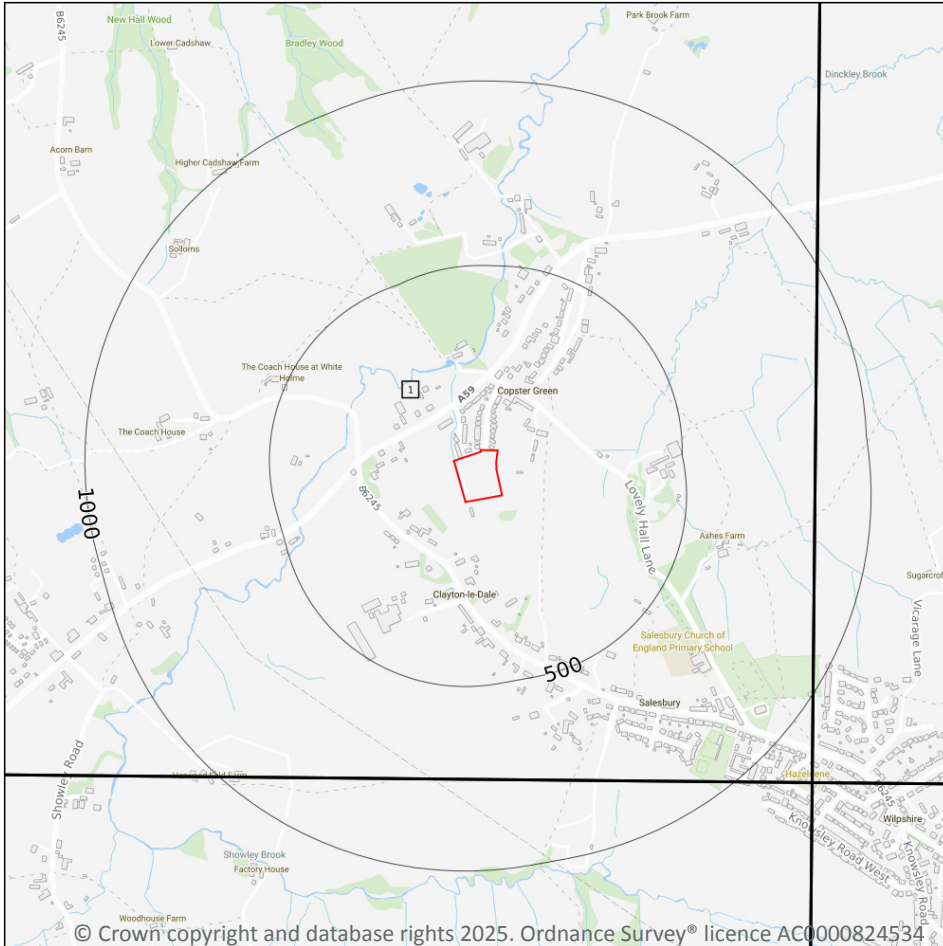 New Hall Wood
Park Brook Farm
B6245
Lower Cadshaw
Bradley Wood
Dinckley Brook
Acorn Barn
Higher Cadshaw Farm
Solloms
The Coach House at White
Holme
1
A59
Copster Green
The Coach House
1000
B6245
Lovely Hall Lane
Ashes Farm
Clayton-le-Dale
Vicarage Lane
Salesbury Church of
England Primary School
500
Salesbury
Showley Road
B6245
Wilpshire
Knowsley Road West
Knowsley Road
Showley Brook
Factory House
Woodhouse Farm
© Crown copyright and database rights 2025. Ordnance Survey® licence AC0000824534